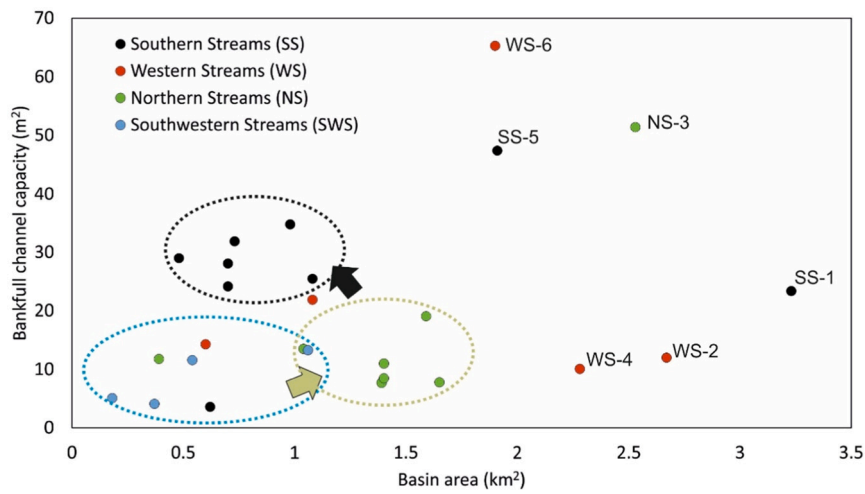 70
60
50
40
30
20
10
0
Bankfull channel capacity (m²)
Southern Streams (SS)
Western Streams (WS)
Northern Streams (NS)
Southwestern Streams (SWS)
WS-6
NS-3
SS-5
SS-1
WS-4
WS-2
0 0.5 1 1.5 2 2.5 3 3.5
Basin area (km²)